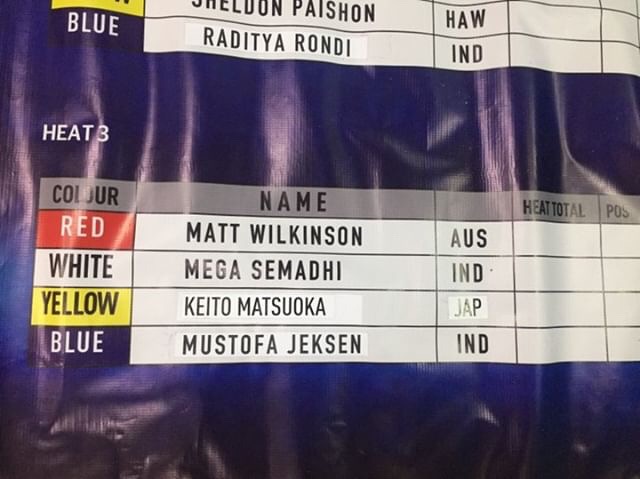 SHELDON PAISHON HAW
BLUE RADITYA RONDI IND
HEAT 3
COLOUR NAME HEAT TOTAL POS
RED MATT WILKINSON AUS
WHITE MEGA SEMADHI IND
YELLOW KEITO MATSUOKA JAP
BLUE MUSTOFA JEKSEN IND